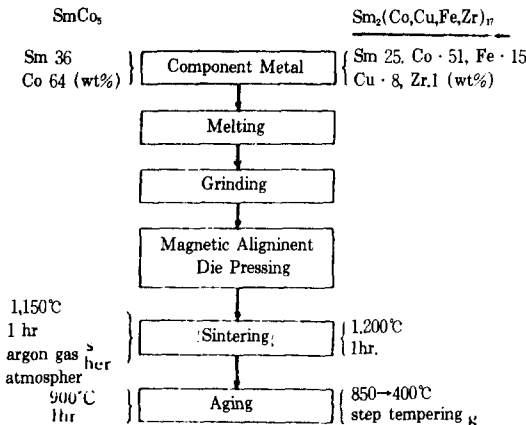 SmCo₅
Sm₂(Co,Cu,Fe,Zr)₁₇
Sm 36
Co 64 (wt%)
Component Metal
Sm 25. Co · 51, Fe · 15
Cu · 8, Zr.1 (wt%)
Melting
Grinding
Magnetic Aligninent
Die Pressing
1,150℃
1 hr
argon gas
atmospher
Sintering
1,200℃
1hr.
900℃
1hr
Aging
850→400℃
step tempering